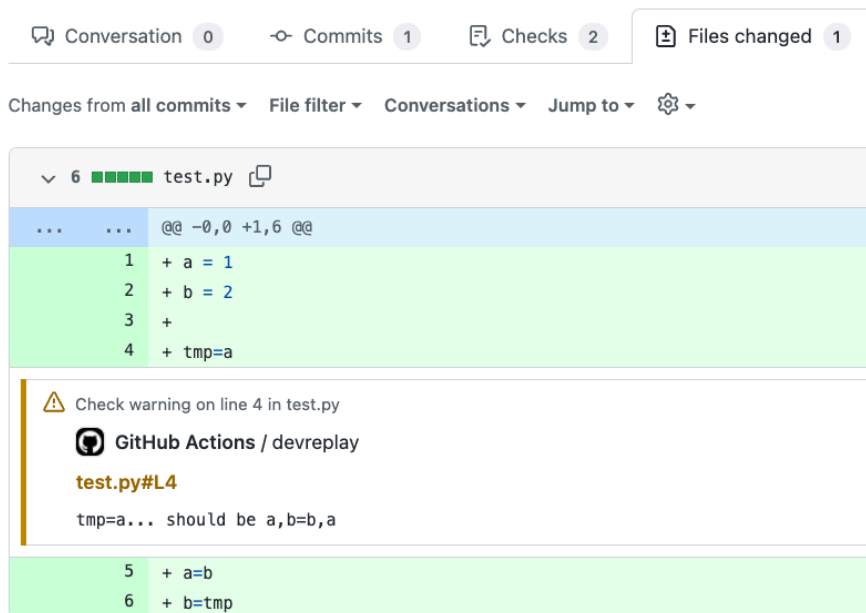 Conversation 0 Commits 1 Checks 2 Files changed 1
Changes from all commits File filter Conversations Jump to
6 test.py
... ... @@ -0,0 +1,6 @@
1 + a = 1
2 + b = 2
3 +
4 + tmp=a
Check warning on line 4 in test.py
GitHub Actions / devreplay
test.py#L4
tmp=a... should be a,b=b,a
5 + a=b
6 + b=tmp